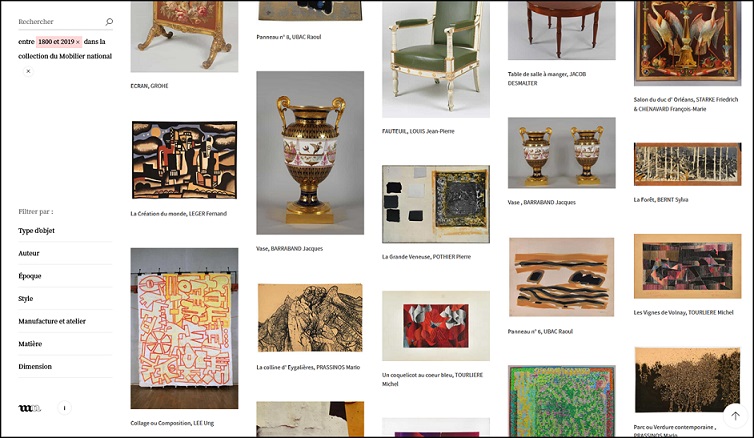 Rechercher
entre 1800 et 2019 × dans la
collection du Mobilier national
×
Filtrer par :
Type d'objet
Auteur
Époque
Style
Manufacture et atelier
Matière
Dimension
i
ECRAN, GROHE
La Création du monde, LEGER Fernand
Collage ou Composition, LEE Ung
Panneau n° 8, UBAC Raoul
Vase, BARRABAND Jacques
La colline d' Eygalières, PRASSINOS Mario
FAUTEUIL, LOUIS Jean-Pierre
La Grande Veneuse, POTHIER Pierre
Un coquelicot au coeur bleu, TOURLIERE
Michel
Table de salle à manger, JACOB
DESMALTER
Vase , BARRABAND Jacques
Panneau n° 6, UBAC Raoul
Salon du duc d' Orléans, STARKE Friedrich
& CHENAVARD François-Marie
La Forêt, BERNT Sylva
Les Vignes de Volnay, TOURLIERE Michel
Parc ou Verdure contemporaine ,
PRASSINOS Mario